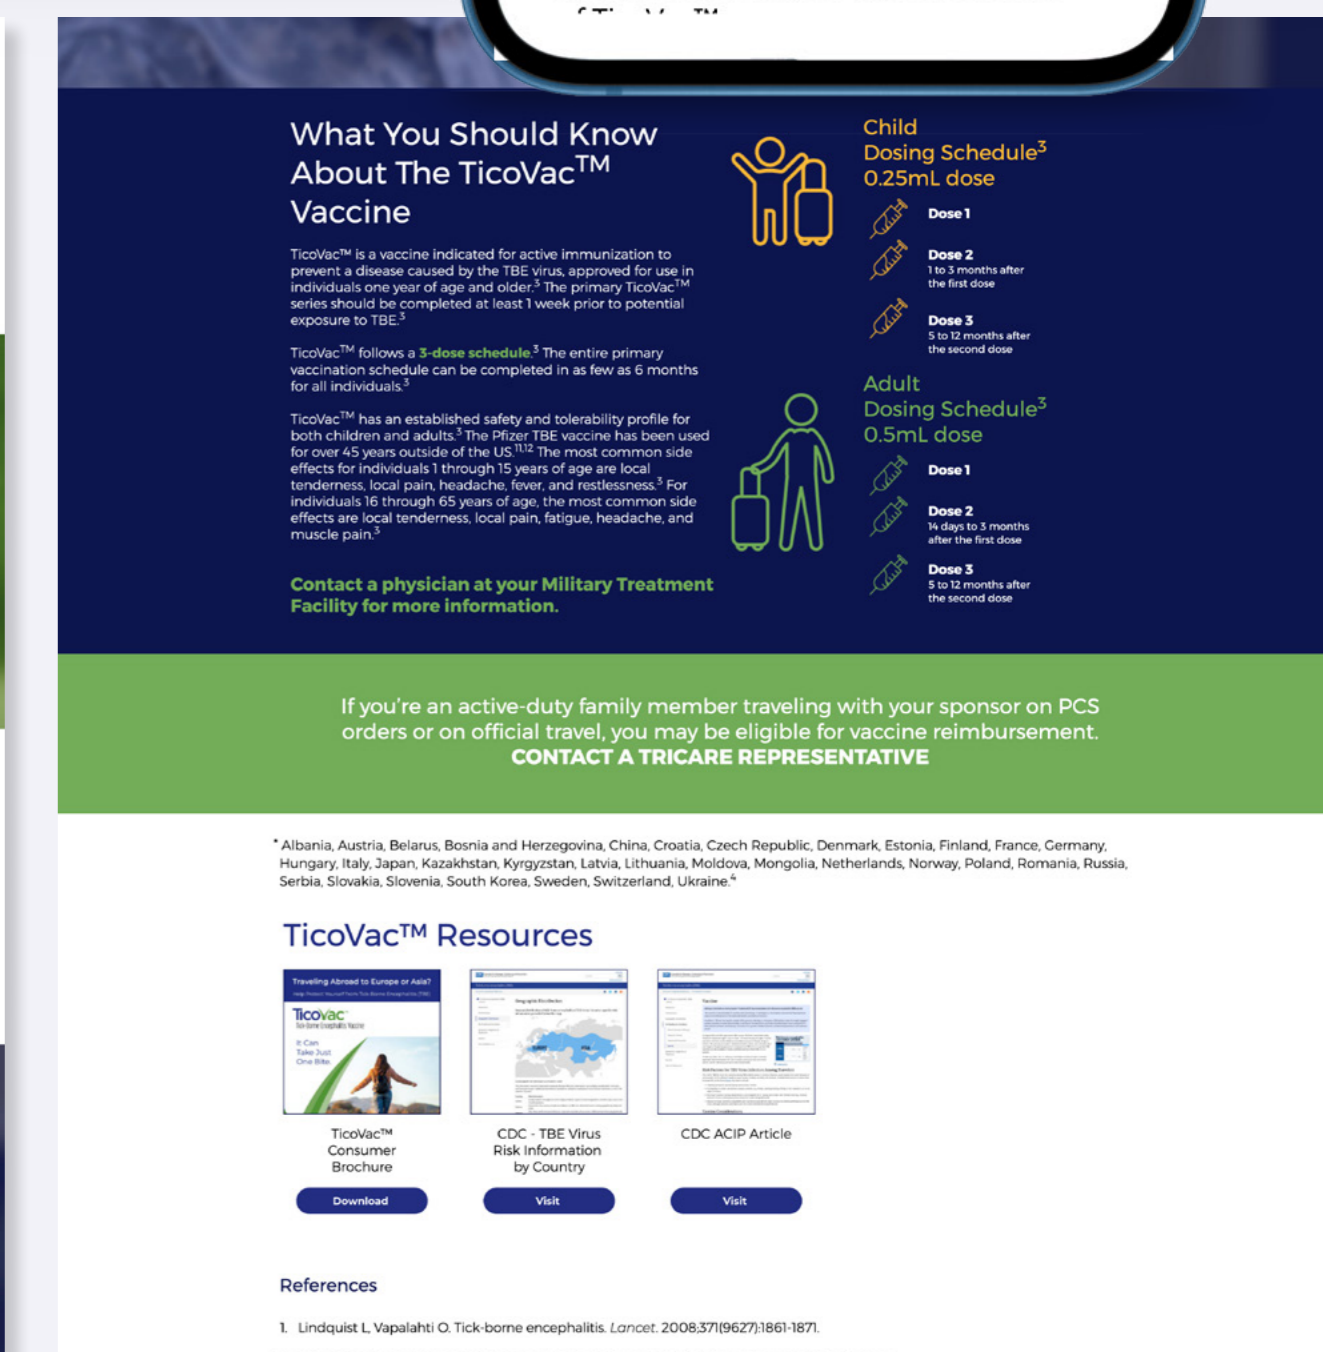 What You Should Know
About The TicoVac™
Vaccine
TicoVac™ is a vaccine indicated for active immunization to
prevent a disease caused by the TBE virus, approved for use in
individuals one year of age and older.³ The primary TicoVac™
series should be completed at least 1 week prior to potential
exposure to TBE.³
TicoVac™ follows a 3-dose schedule.³ The entire primary
vaccination schedule can be completed in as few as 6 months
for all individuals.³
TicoVac™ has an established safety and tolerability profile for
both children and adults.³ The Pfizer TBE vaccine has been used
for over 45 years outside of the US.¹¹,¹² The most common side
effects for individuals 1 through 15 years of age are local
tenderness, local pain, headache, fever, and restlessness.³ For
individuals 16 through 65 years of age, the most common side
effects are local tenderness, local pain, fatigue, headache, and
muscle pain.³
Contact a physician at your Military Treatment
Facility for more information.
Child
Dosing Schedule³
0.25mL dose
Dose 1
Dose 2
1 to 3 months after
the first dose
Dose 3
5 to 12 months after
the second dose
Adult
Dosing Schedule³
0.5mL dose
Dose 1
Dose 2
14 days to 3 months
after the first dose
Dose 3
5 to 12 months after
the second dose
If you're an active-duty family member traveling with your sponsor on PCS
orders or on official travel, you may be eligible for vaccine reimbursement.
CONTACT A TRICARE REPRESENTATIVE
* Albania, Austria, Belarus, Bosnia and Herzegovina, China, Croatia, Czech Republic, Denmark, Estonia, Finland, France, Germany,
Hungary, Italy, Japan, Kazakhstan, Kyrgyzstan, Latvia, Lithuania, Moldova, Mongolia, Netherlands, Norway, Poland, Romania, Russia,
Serbia, Slovakia, Slovenia, South Korea, Sweden, Switzerland, Ukraine.⁴
TicoVac™ Resources
Traveling Abroad to Europe or Asia?
Help Protect Yourself from Tick-Borne Encephalitis (TBE)
Ticovac™
Tick-Borne Encephalitis Vaccine
It Can
Take Just
One Bite.
TicoVac™
Consumer
Brochure
Download
Geographic Distribution
CDC - TBE Virus
Risk Information
by Country
Visit
Vaccine
CDC ACIP Article
Visit
References
1. Lindquist L, Vapalahti O. Tick-borne encephalitis. Lancet. 2008;371(9627):1861-1871.